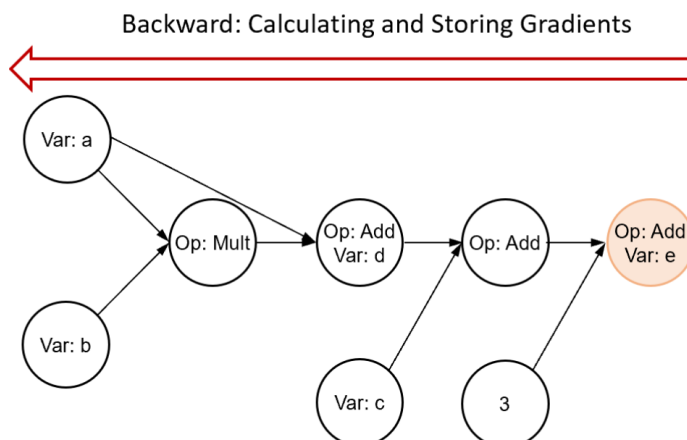 Backward: Calculating and Storing Gradients
Var: a
Op: Mult
Op: Add
Var: d
Op: Add
Op: Add
Var: e
Var: b
Var: c
3